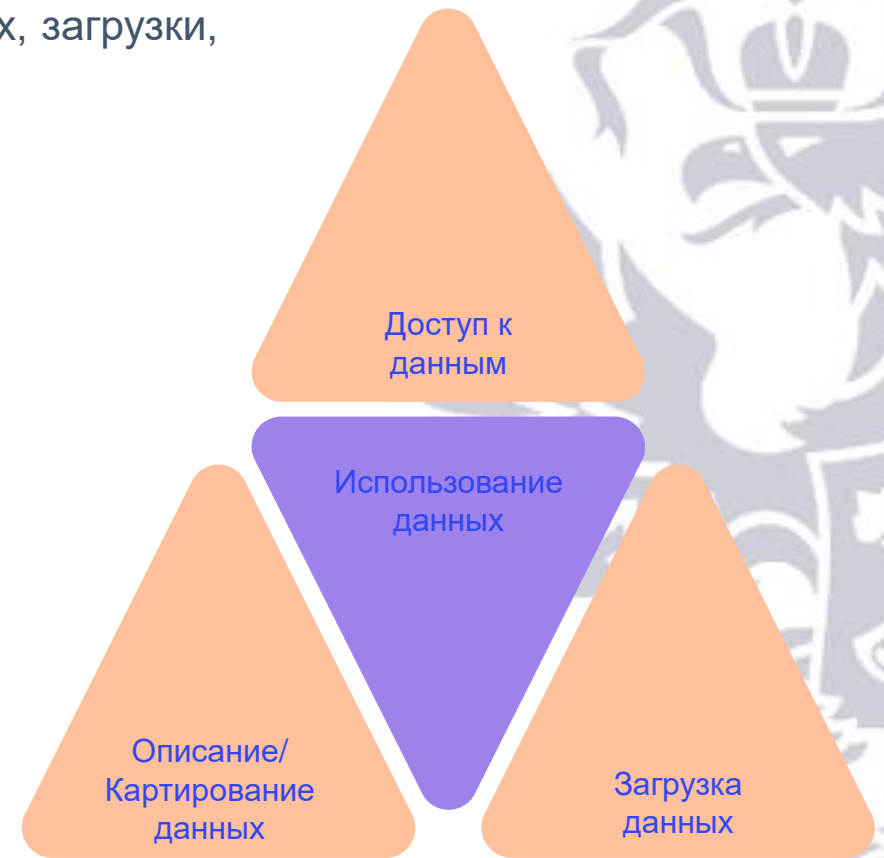 х, загрузки,
Доступ к
данным
Использование
данных
Описание/
Картирование
данных
Загрузка
данных